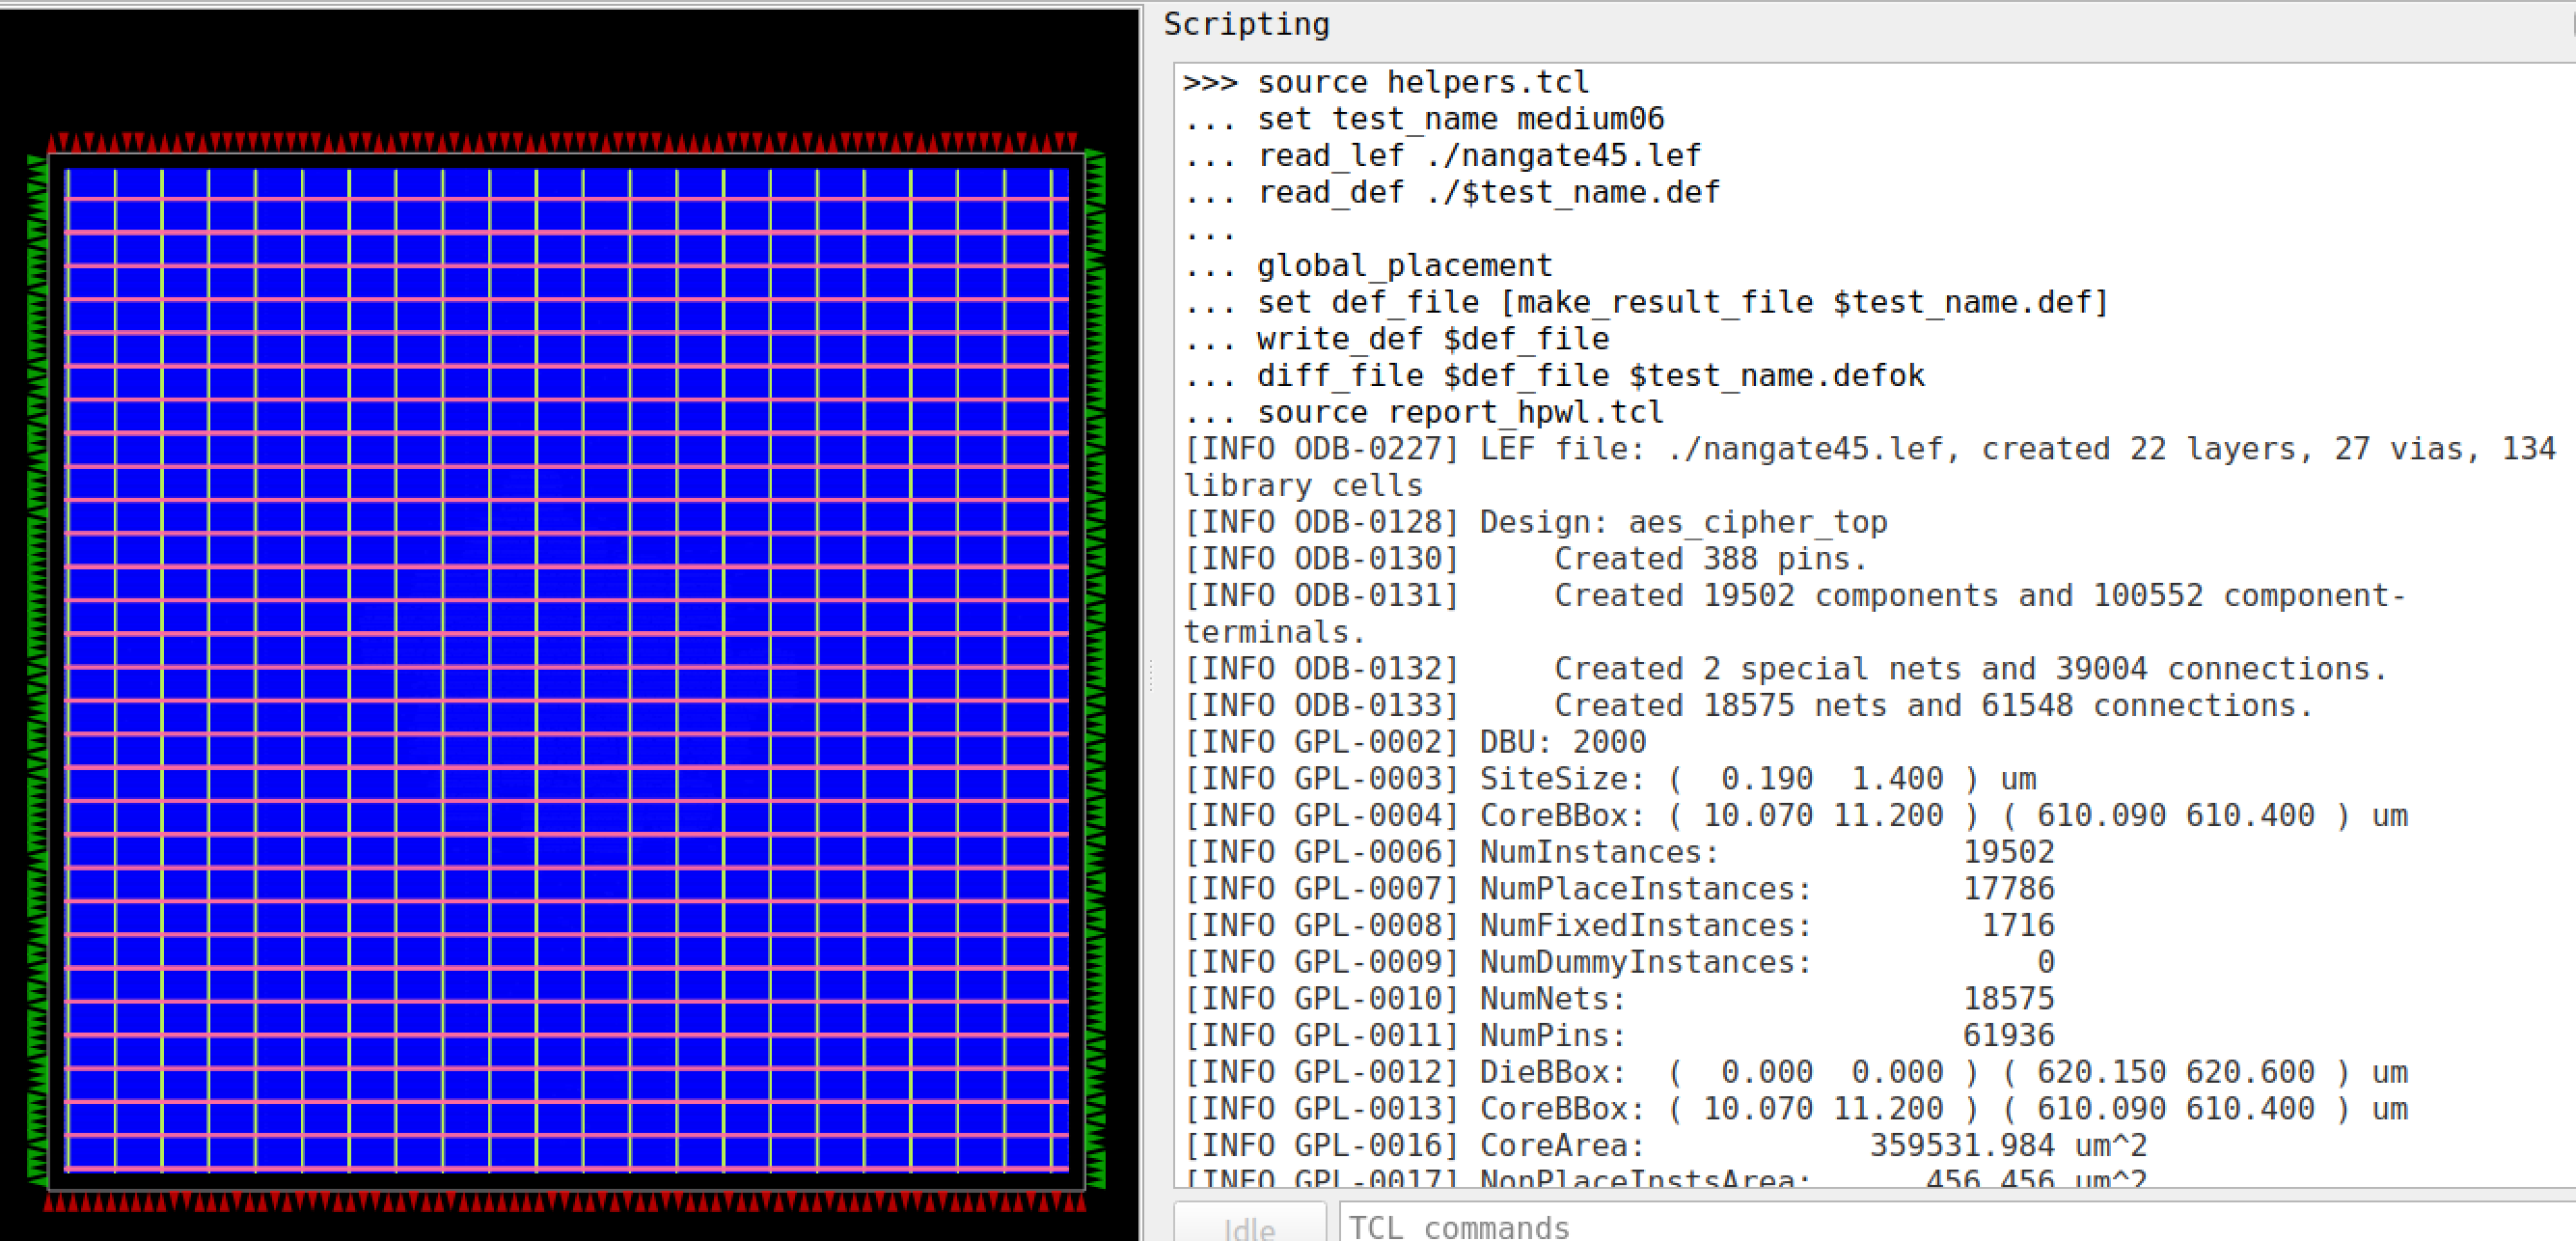 Scripting
>>> source helpers.tcl
... set test_name medium06
... read_lef ./nangate45.lef
... read_def ./$test_name.def
...
... global_placement
... set def_file [make_result_file $test_name.def]
... write_def $def_file
... diff_file $def_file $test_name.defok
... source report_hpwl.tcl
[INFO ODB-0227] LEF file: ./nangate45.lef, created 22 layers, 27 vias, 134
library cells
[INFO ODB-0128] Design: aes_cipher_top
[INFO ODB-0130]     Created 388 pins.
[INFO ODB-0131]     Created 19502 components and 100552 component-
terminals.
[INFO ODB-0132]     Created 2 special nets and 39004 connections.
[INFO ODB-0133]     Created 18575 nets and 61548 connections.
[INFO GPL-0002] DBU: 2000
[INFO GPL-0003] SiteSize: (  0.190  1.400 ) um
[INFO GPL-0004] CoreBBox: ( 10.070 11.200 ) ( 610.090 610.400 ) um
[INFO GPL-0006] NumInstances:             19502
[INFO GPL-0007] NumPlaceInstances:        17786
[INFO GPL-0008] NumFixedInstances:         1716
[INFO GPL-0009] NumDummyInstances:            0
[INFO GPL-0010] NumNets:                  18575
[INFO GPL-0011] NumPins:                  61936
[INFO GPL-0012] DieBBox:  (  0.000  0.000 ) ( 620.150 620.600 ) um
[INFO GPL-0013] CoreBBox: ( 10.070 11.200 ) ( 610.090 610.400 ) um
[INFO GPL-0016] CoreArea:            359531.984 um^2
[INFO GPL-0017] NonPlaceInstsArea:      456.456 um^2
Idle
TCL commands